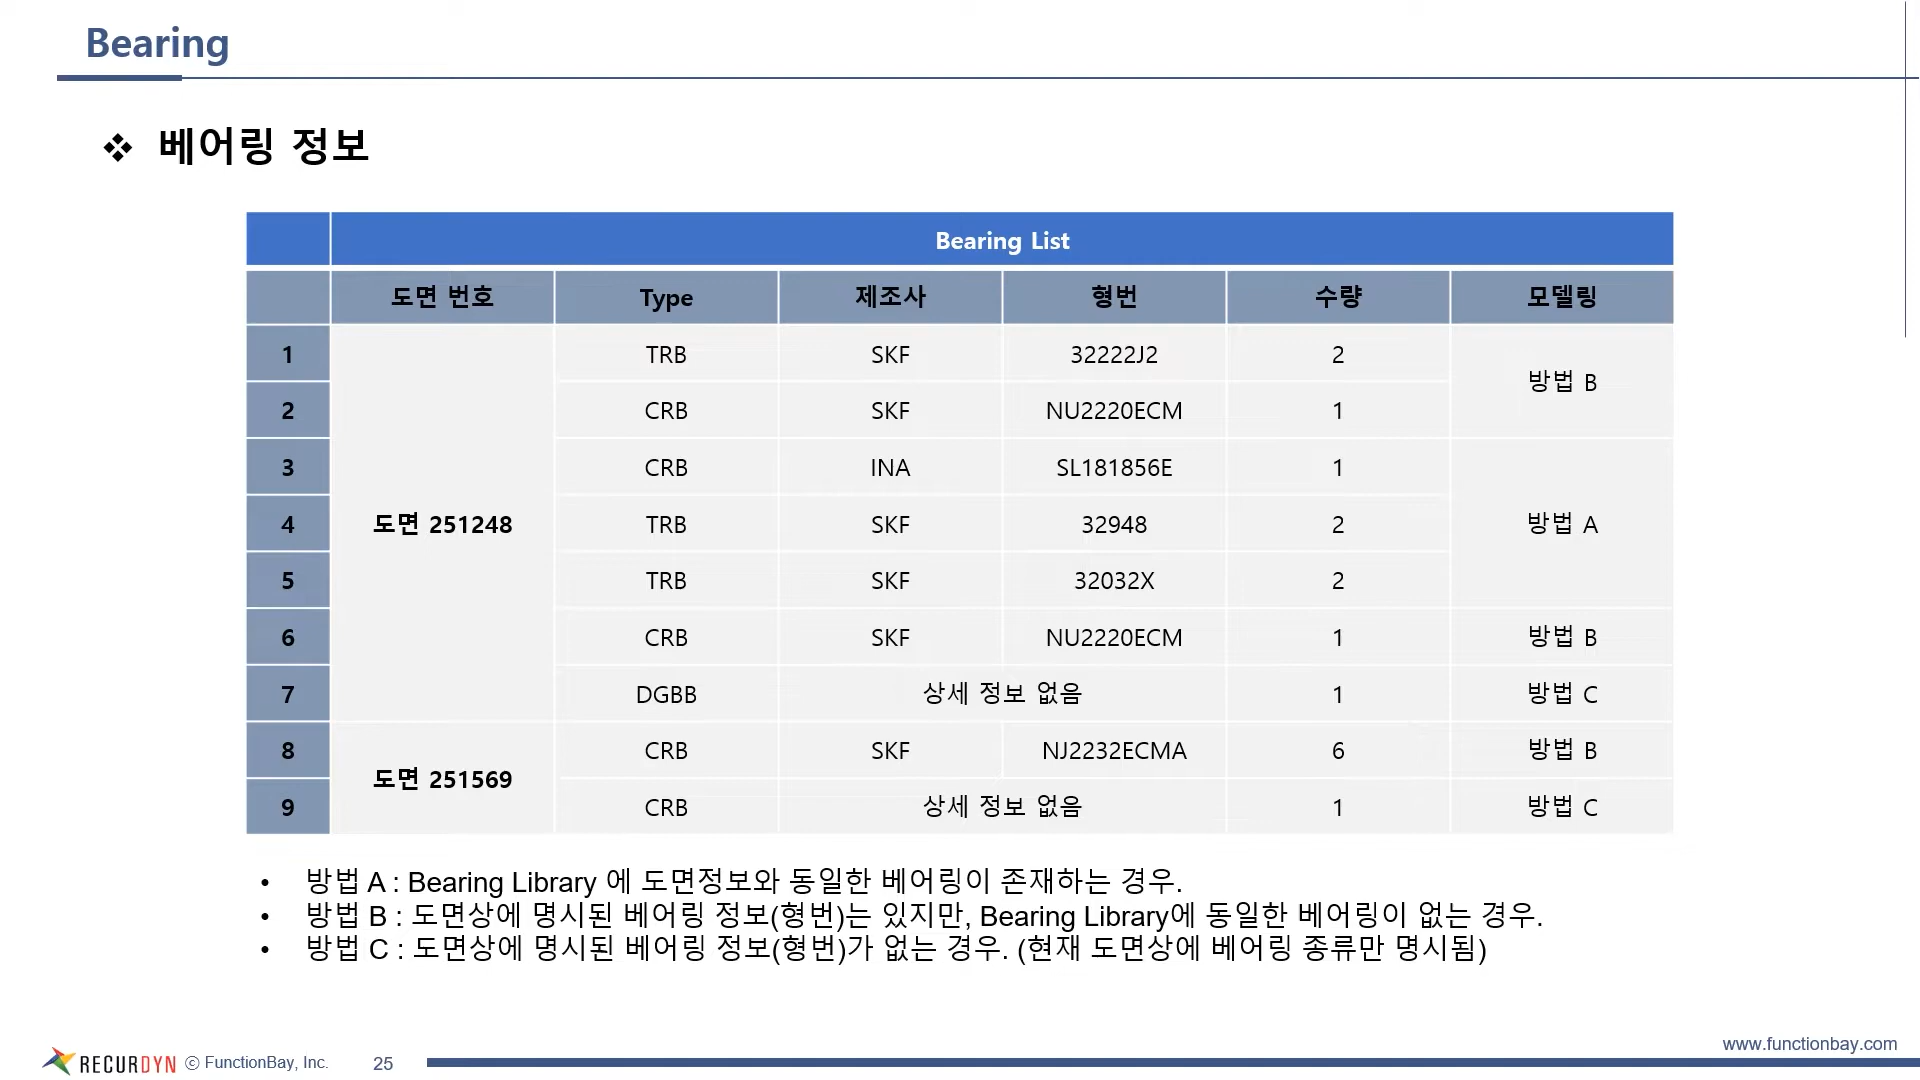 Bearing
❖ 베어링 정보
Bearing List
도면 번호 Type 제조사 형번 수량 모델링
1 도면 251248 TRB SKF 32222J2 2 방법 B
2 CRB SKF NU2220ECM 1
3 CRB INA SL181856E 1 방법 A
4 TRB SKF 32948 2
5 TRB SKF 32032X 2
6 CRB SKF NU2220ECM 1 방법 B
7 DGBB 상세 정보 없음 1 방법 C
8 도면 251569 CRB SKF NJ2232ECMA 6 방법 B
9 CRB 상세 정보 없음 1 방법 C
• 방법 A : Bearing Library 에 도면정보와 동일한 베어링이 존재하는 경우.
• 방법 B : 도면상에 명시된 베어링 정보(형번)는 있지만, Bearing Library에 동일한 베어링이 없는 경우.
• 방법 C : 도면상에 명시된 베어링 정보(형번)가 없는 경우. (현재 도면상에 베어링 종류만 명시됨)
www.functionbay.com
RECURDYN ⓒ FunctionBay, Inc. 25